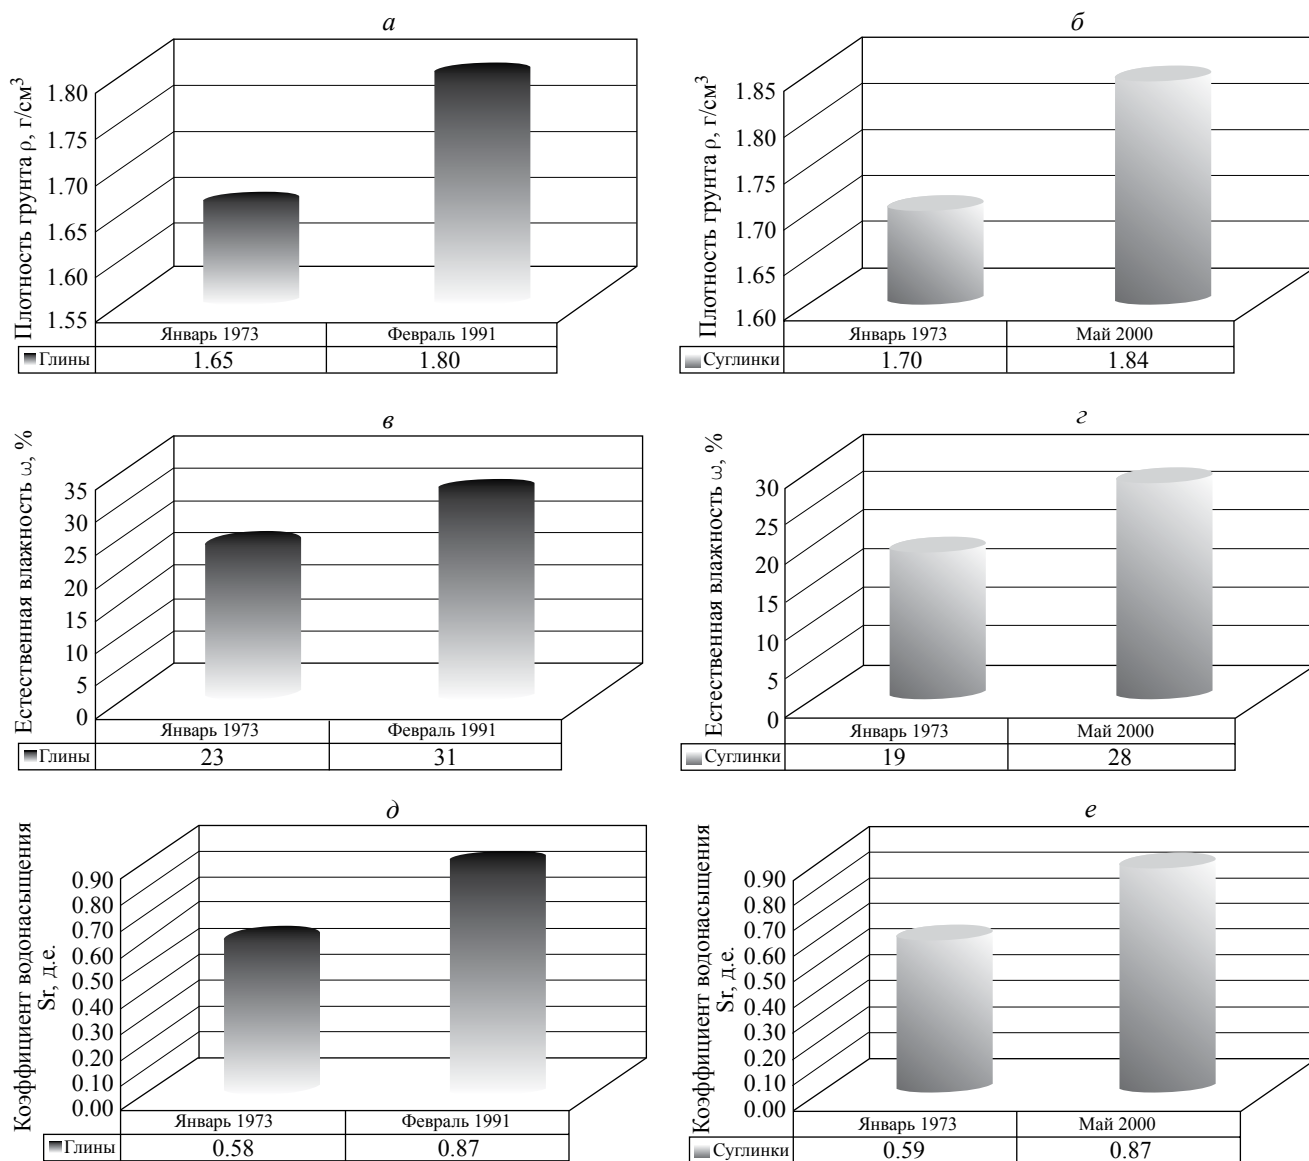 а
Плотность грунта ρ, г/см³
1.80
1.75
1.70
1.65
1.60
1.55
Январь 1973 Февраль 1991
Глины 1.65 1.80
б
Плотность грунта ρ, г/см³
1.85
1.80
1.75
1.70
1.65
1.60
Январь 1973 Май 2000
Суглинки 1.70 1.84
в
Естественная влажность ω, %
35
30
25
20
15
10
5
0
Январь 1973 Февраль 1991
Глины 23 31
г
Естественная влажность ω, %
30
25
20
15
10
5
0
Январь 1973 Май 2000
Суглинки 19 28
д
Коэффициент водонасыщения
Sr, д.е.
0.90
0.80
0.70
0.60
0.50
0.40
0.30
0.20
0.10
0.00
Январь 1973 Февраль 1991
Глины 0.58 0.87
е
Коэффициент водонасыщения
Sr, д.е.
0.90
0.80
0.70
0.60
0.50
0.40
0.30
0.20
0.10
0.00
Январь 1973 Май 2000
Суглинки 0.59 0.87